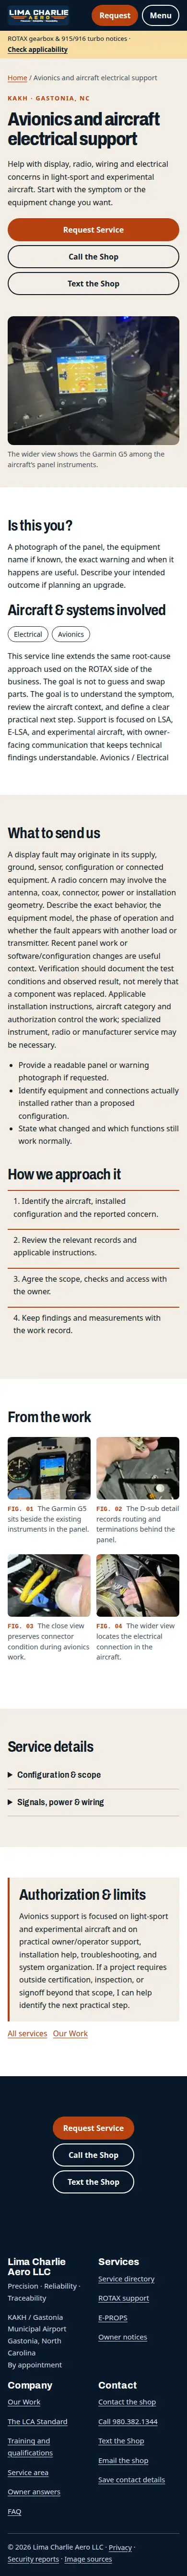 LIMA CHARLIE
Request
Menu
ROTAX gearbox & 915/916 turbo notices ·
Check applicability
Home / Avionics and aircraft electrical support
KAKH - GASTONIA, NC
Avionics and aircraft
electrical support
Help with display, radio, wiring and electrical
concerns in light-sport and experimental
aircraft. Start with the symptom or the
equipment change you want.
Request Service
Call the Shop
Text the Shop
The wider view shows the Garmin G5 among the
aircraft's panel instruments.
Is this you?
A photograph of the panel, the equipment
name if known, the exact warning and when it
happens are useful. Describe your intended
outcome if planning an upgrade.
Aircraft & systems involved
Electrical
Avionics
This service line extends the same root-cause
approach used on the ROTAX side of the
business. The goal is not to guess and swap
parts. The goal is to understand the symptom,
review the aircraft context, and define a clear
practical next step. Support is focused on LSA,
E-LSA, and experimental aircraft, with owner-
facing communication that keeps technical
findings understandable. Avionics / Electrical
What to send us
A display fault may originate in its supply,
ground, sensor, configuration or connected
equipment. A radio concern may involve the
antenna, coax, connector, power or installation
geometry. Describe the exact behavior, the
equipment model, the phase of operation and
whether the fault appears with another load or
transmitter. Recent panel work or
software/configuration changes are useful
context. Verification should document the test
conditions and observed result, not merely that
a component was replaced. Applicable
installation instructions, aircraft category and
authorization control the work; specialized
instrument, radio or manufacturer service may
be necessary.
• Provide a readable panel or warning
photograph if requested.
• Identify equipment and connections actually
installed rather than a proposed
configuration.
• State what changed and which functions still
work normally.
How we approach it
1. Identify the aircraft, installed
configuration and the reported concern.
2. Review the relevant records and
applicable instructions.
3. Agree the scope, checks and access with
the owner.
4. Keep findings and measurements with
the work record.
From the work
FIG. 01 The Garmin G5
sits beside the existing
instruments in the panel.
FIG. 02 The D-sub detail
records routing and
terminations behind the
panel.
FIG. 03 The close view
preserves connector
condition during avionics
work.
FIG. 04 The wider view
locates the electrical
connection in the
aircraft.
Service details
Configuration & scope
Signals, power & wiring
Authorization & limits
Avionics support is focused on light-sport
and experimental aircraft and on
practical owner/operator support,
installation help, troubleshooting, and
system organization. If a project requires
outside certification, inspection, or
signoff beyond that scope, I can help
identify the next practical step.
All services Our Work
Request Service
Call the Shop
Text the Shop
Lima Charlie
Aero LLC
Precision · Reliability ·
Traceability
KAKH / Gastonia
Municipal Airport
Gastonia, North
Carolina
By appointment
Services
Service directory
ROTAX support
E-PROPS
Owner notices
Company
Our Work
The LCA Standard
Training and
qualifications
Service area
Owner answers
FAQ
Contact
Contact the shop
Call 980.382.1344
Text the Shop
Email the shop
Save contact details
© 2026 Lima Charlie Aero LLC · Privacy ·
Security reports · Image sources